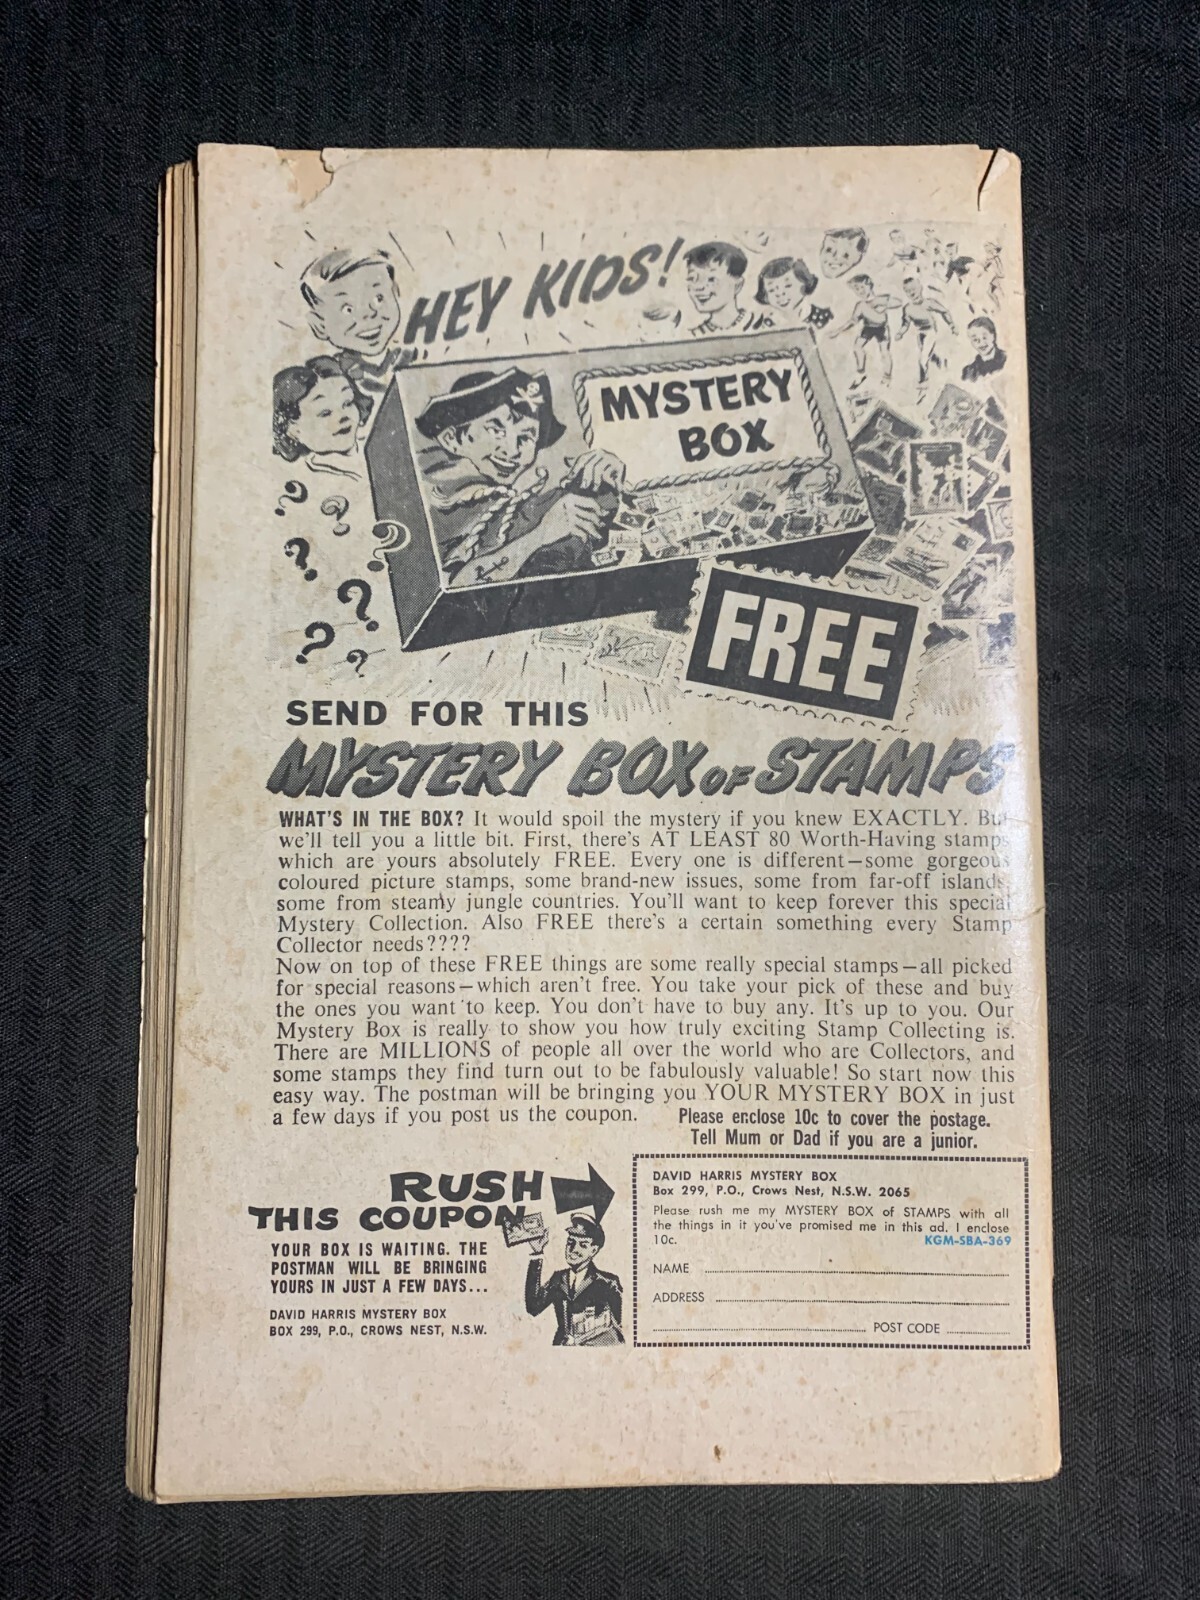 HEY KIDS!
MYSTERY
BOX
FREE
SEND FOR THIS
MYSTERY BOX OF STAMPS
WHAT'S IN THE BOX? It would spoil the mystery if you knew EXACTLY. But
we'll tell you a little bit. First, there's AT LEAST 80 Worth-Having stamps
which are yours absolutely FREE. Every one is different—some gorgeous
coloured picture stamps, some brand-new issues, some from far-off islands,
some from steamy jungle countries. You'll want to keep forever this special
Mystery Collection. Also FREE there's a certain something every Stamp
Collector needs????
Now on top of these FREE things are some really special stamps—all picked
for special reasons—which aren't free. You take your pick of these and buy
the ones you want to keep. You don't have to buy any. It's up to you. Our
Mystery Box is really to show you how truly exciting Stamp Collecting is.
There are MILLIONS of people all over the world who are Collectors, and
some stamps they find turn out to be fabulously valuable! So start now this
easy way. The postman will be bringing you YOUR MYSTERY BOX in just
a few days if you post us the coupon.
Please enclose 10c to cover the postage.
Tell Mum or Dad if you are a junior.
RUSH
THIS COUPON
YOUR BOX IS WAITING. THE
POSTMAN WILL BE BRINGING
YOURS IN JUST A FEW DAYS...
DAVID HARRIS MYSTERY BOX
BOX 299, P.O., CROWS NEST, N.S.W.
DAVID HARRIS MYSTERY BOX
Box 299, P.O., Crows Nest, N.S.W. 2065
Please rush me my MYSTERY BOX of STAMPS with all
the things in it you've promised me in this ad. I enclose
10c. KGM-SBA-369
NAME
ADDRESS
POST CODE